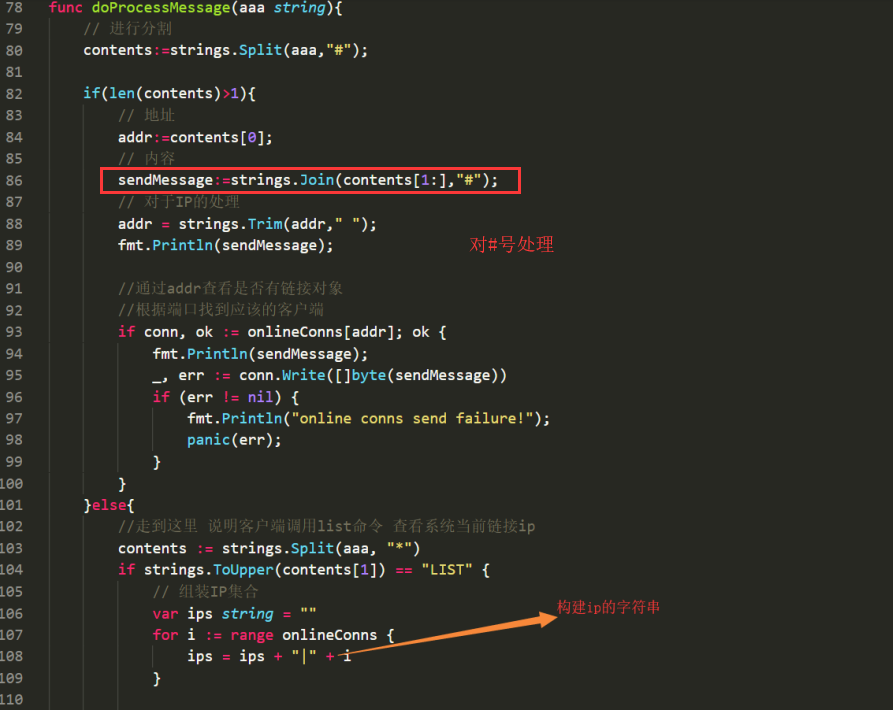 78 func doProcessMessage(aaa string){
79 // 进行分割
80 contents:=strings.Split(aaa,"#");
81
82 if(len(contents)>1){
83 // 地址
84 addr:=contents[0];
85 // 内容
86 sendMessage:=strings.Join(contents[1:],"#");
87 // 对于IP的处理
88 addr = strings.Trim(addr," ");
89 fmt.Println(sendMessage);
对#号处理
90
91 //通过addr查看是否有链接对象
92 //根据端口找到应该的客户端
93 if conn, ok := onlineConns[addr]; ok {
94 fmt.Println(sendMessage);
95 _, err := conn.Write([]byte(sendMessage))
96 if (err != nil) {
97 fmt.Println("online conns send failure!");
98 panic(err);
99 }
100 }
101 }else{
102 //走到这里 说明客户端调用list命令 查看系统当前链接ip
103 contents := strings.Split(aaa, "*")
104 if strings.ToUpper(contents[1]) == "LIST" {
105 // 组装IP集合
106 var ips string = ""
构建ip的字符串
107 for i := range onlineConns {
108 ips = ips + "|" + i
109 }
110